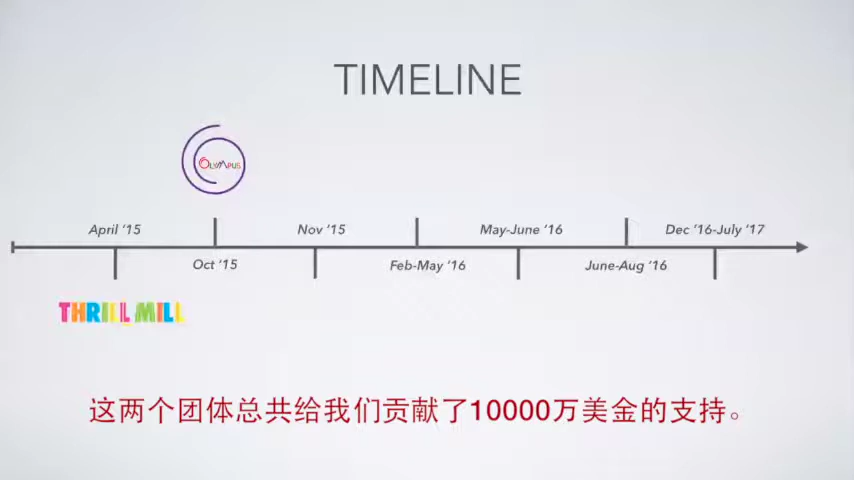 TIMELINE
OLYMPUS
April '15
Nov '15
May-June '16
Dec '16-July '17
Oct '15
Feb-May '16
June-Aug '16
THRILL MILL
这两个团体总共给我们贡献了10000万美金的支持。